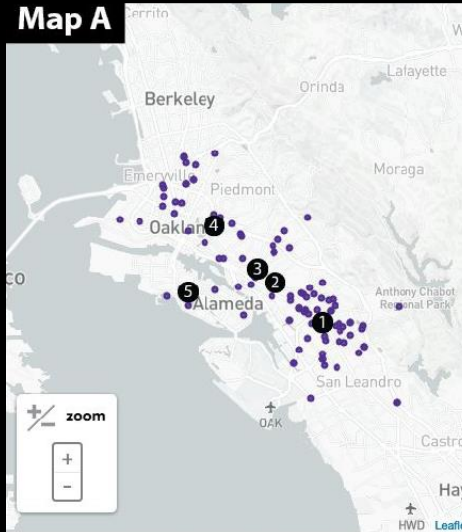 Map A
Cerrito
W
Lafayette
Orinda
Berkeley
Moraga
Emeryville
Piedmont
Oaklan
4
CO
3
2
5
Alameda
Anthony Chabot
Regional Park
1
San Leandro
zoom
+
−
OAK
Castro
Hay
HWD
Leafle